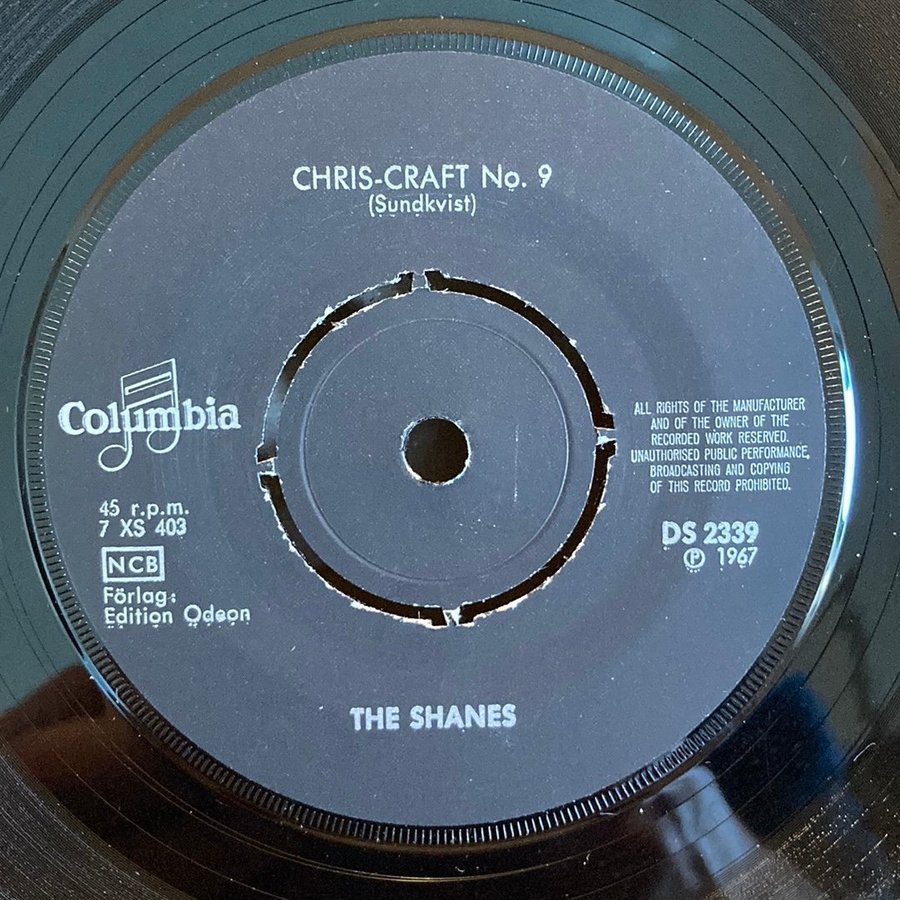 CHRIS-CRAFT No. 9
(Sundkvist)
Columbia
ALL RIGHTS OF THE MANUFACTURER
AND OF THE OWNER OF THE
RECORDED WORK RESERVED.
UNAUTHORISED PUBLIC PERFORMANCE,
BROADCASTING AND COPYING
OF THIS RECORD PROHIBITED.
45 r.p.m.
7 XS 403
NCB
Förlag:
Edition Odeon
DS 2339
℗ 1967
THE SHANES